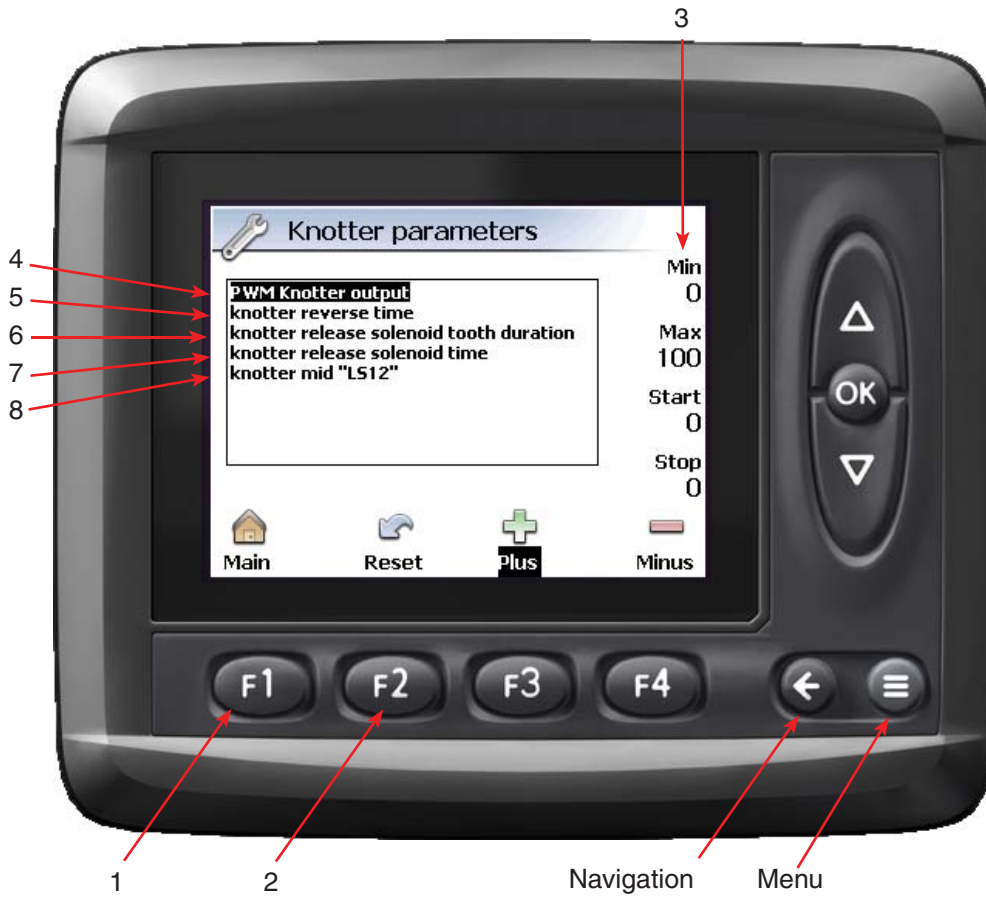 3
Knotter parameters
Min
0
4
PWM Knotter output
5
knotter reverse time
6
knotter release solenoid tooth duration
Max
100
7
knotter release solenoid time
8
knotter mid "LS12"
Start
0
Stop
0
OK
Main
Reset
Plus
Minus
F1
F2
F3
F4
1
2
Navigation
Menu